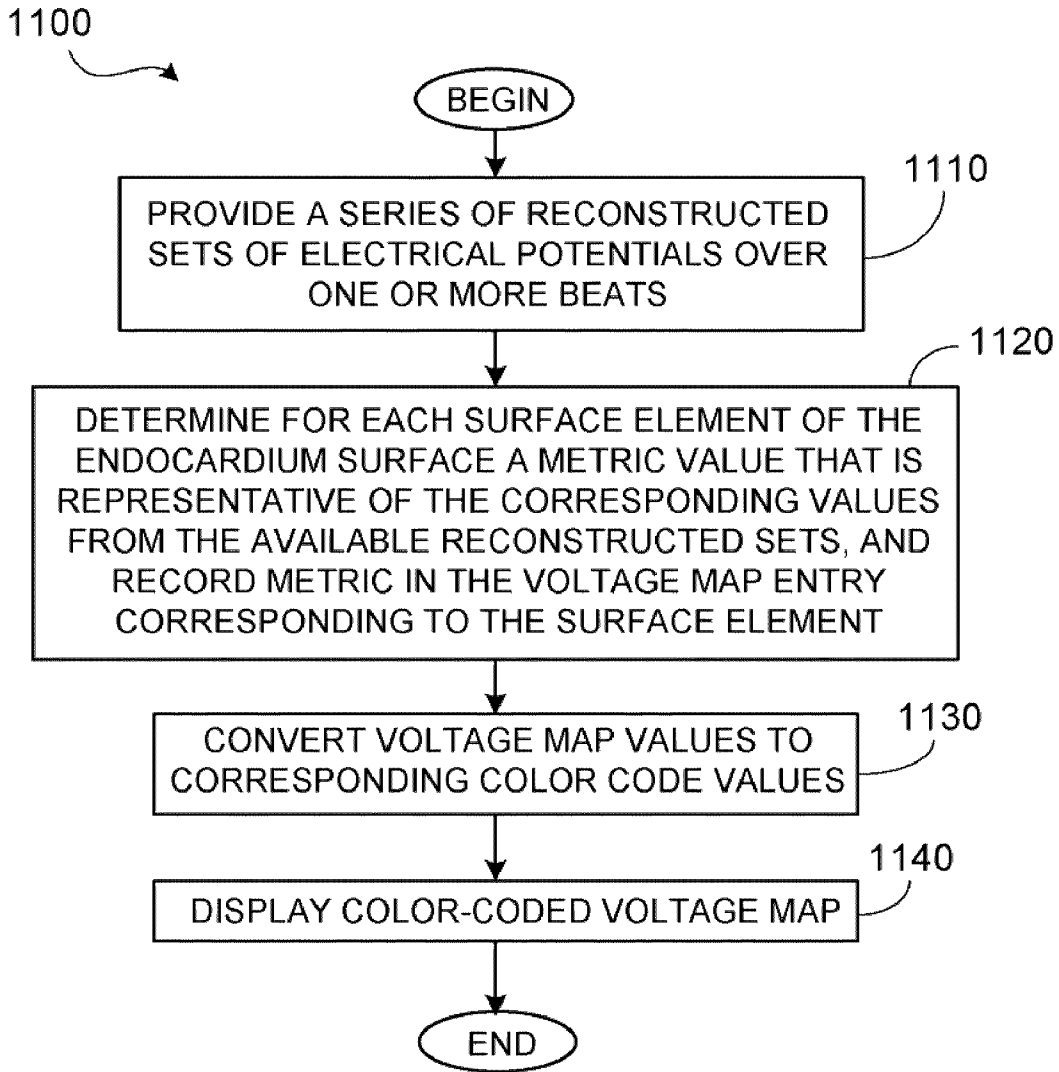 1100
BEGIN
1110
PROVIDE A SERIES OF RECONSTRUCTED
SETS OF ELECTRICAL POTENTIALS OVER
ONE OR MORE BEATS
1120
DETERMINE FOR EACH SURFACE ELEMENT OF THE
ENDOCARDIUM SURFACE A METRIC VALUE THAT IS
REPRESENTATIVE OF THE CORRESPONDING VALUES
FROM THE AVAILABLE RECONSTRUCTED SETS, AND
RECORD METRIC IN THE VOLTAGE MAP ENTRY
CORRESPONDING TO THE SURFACE ELEMENT
1130
CONVERT VOLTAGE MAP VALUES TO
CORRESPONDING COLOR CODE VALUES
1140
DISPLAY COLOR-CODED VOLTAGE MAP
END